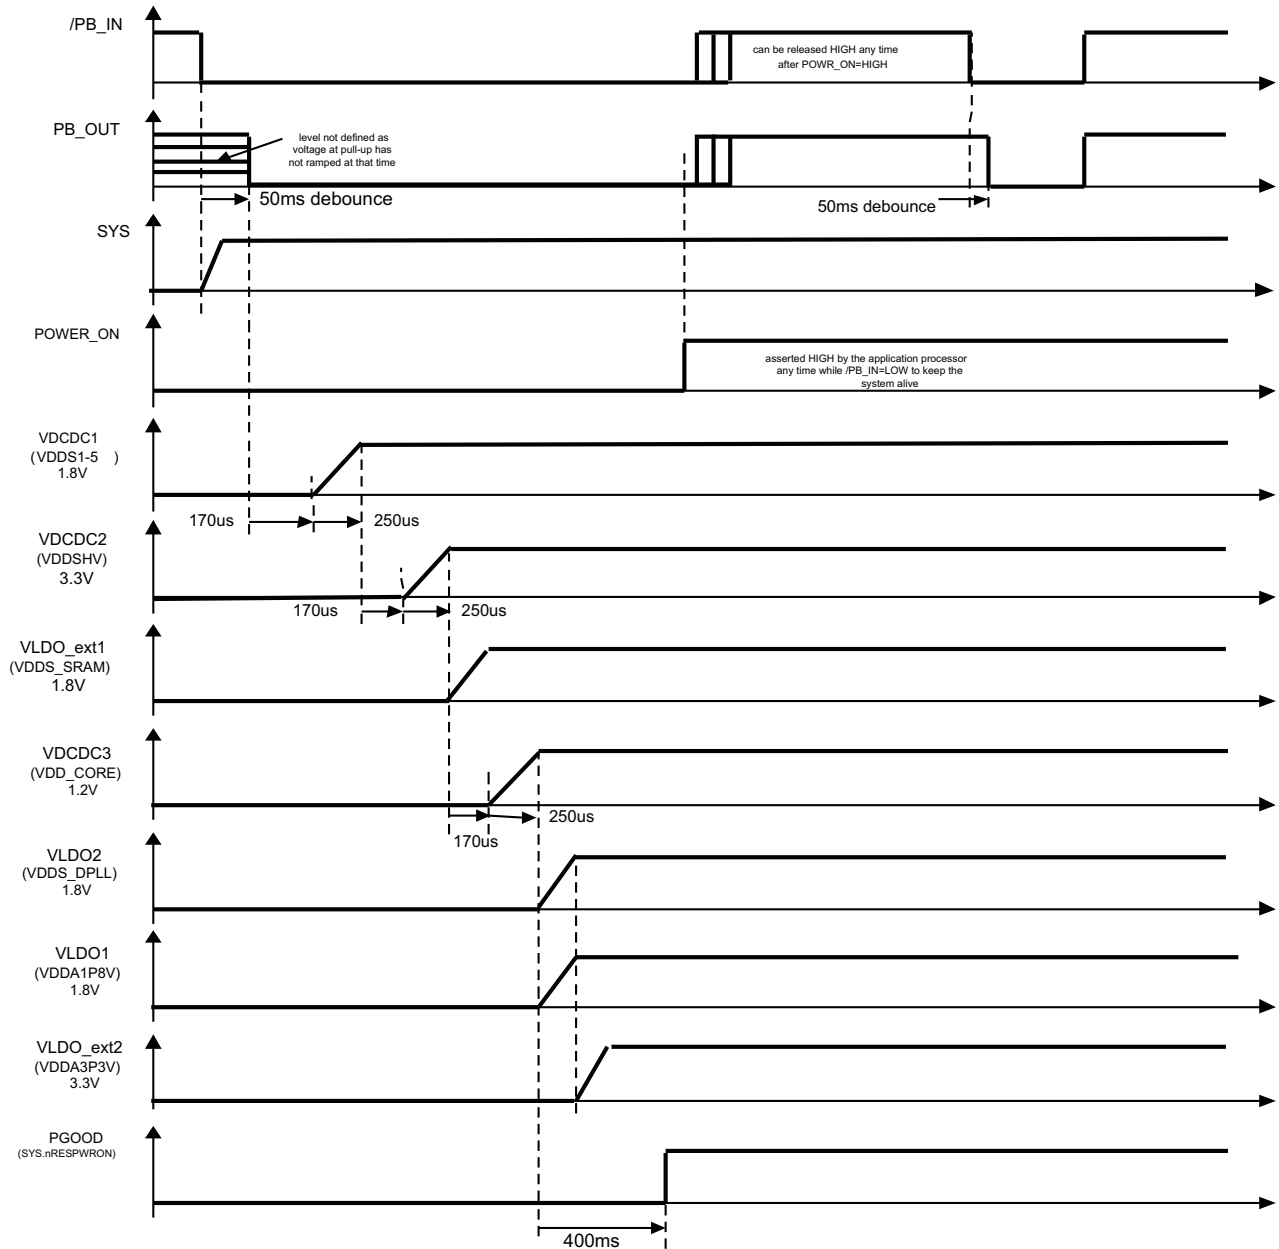 /PB_IN
can be released HIGH any time
after POWR_ON=HIGH
PB_OUT
level not defined as
voltage at pull-up has
not ramped at that time
50ms debounce
50ms debounce
SYS
POWER_ON
asserted HIGH by the application processor
any time while /PB_IN=LOW to keep the
system alive
VDCDC1
(VDDS1-5 )
1.8V
170us
250us
VDCDC2
(VDDSHV)
3.3V
170us
250us
VLDO_ext1
(VDDS_SRAM)
1.8V
VDCDC3
(VDD_CORE)
1.2V
250us
170us
VLDO2
(VDDS_DPLL)
1.8V
VLDO1
(VDDA1P8V)
1.8V
VLDO_ext2
(VDDA3P3V)
3.3V
PGOOD
(SYS.nRESPWRON)
400ms